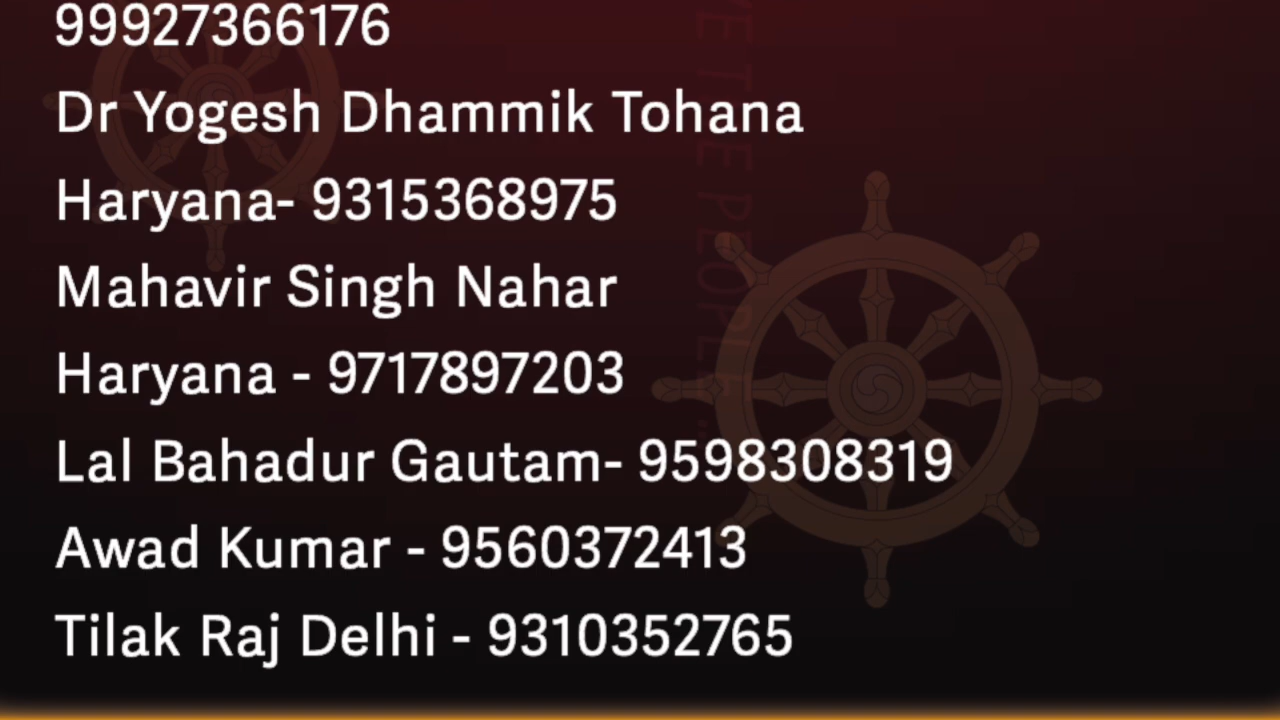 99927366176
Dr Yogesh Dhammik Tohana
Haryana- 9315368975
Mahavir Singh Nahar
Haryana - 9717897203
Lal Bahadur Gautam- 9598308319
Awad Kumar - 9560372413
Tilak Raj Delhi - 9310352765
PEOPLE